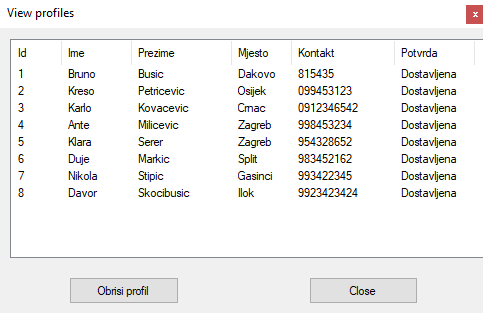 View profiles
x
Id Ime Prezime Mjesto Kontakt Potvrda
1 Bruno Busic Dakovo 815435 Dostavljena
2 Kreso Petricevic Osijek 099453123 Dostavljena
3 Karlo Kovacevic Crnac 0912346542 Dostavljena
4 Ante Milicevic Zagreb 998453234 Dostavljena
5 Klara Serer Zagreb 954328652 Dostavljena
6 Duje Markic Split 983452162 Dostavljena
7 Nikola Stipic Gasinci 993422345 Dostavljena
8 Davor Skocibusic Ilok 9923423424 Dostavljena
Obrisi profil Close